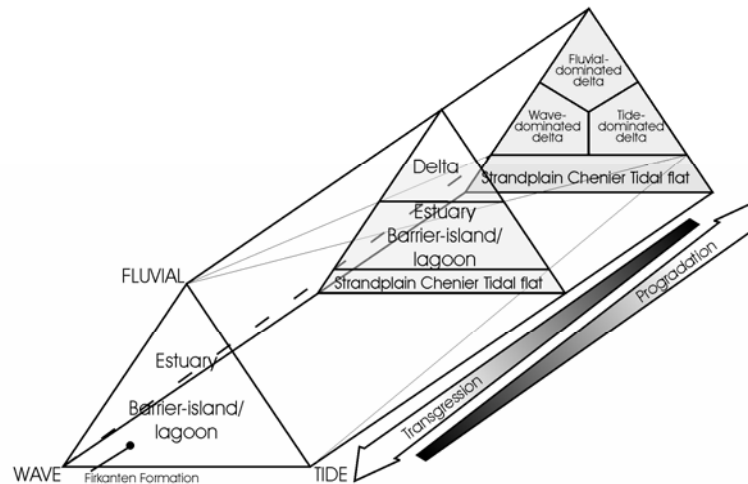 Fluvial-
dominated
delta
Wave-
dominated
delta
Tide-
dominated
delta
Strandplain Chenier Tidal flat
Delta
Estuary
Barrier-island/
lagoon
Strandplain Chenier Tidal flat
FLUVIAL
Estuary
Barrier-island/
lagoon
WAVE
Firkanten Formation
TIDE
Transgression
Progradation